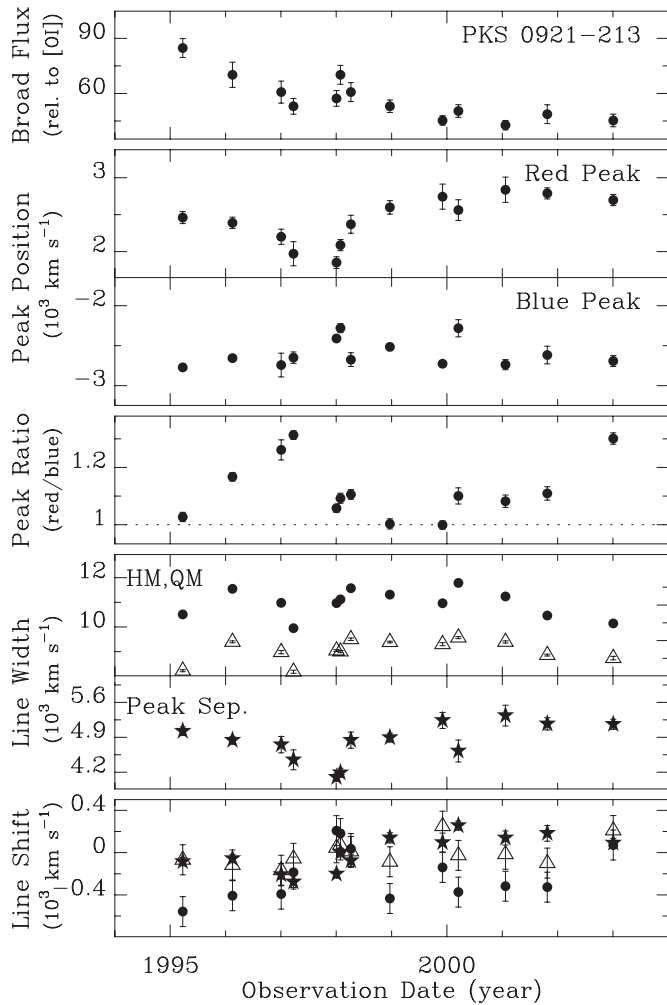 PKS 0921−213
Broad Flux
(rel. to [OI])
90
60
Red Peak
3
2
Peak Position
(10³ km s⁻¹)
Blue Peak
−2
−3
Peak Ratio
(red/blue)
1.2
1
HM,QM
12
10
Line Width
(10³ km s⁻¹)
Peak Sep.
5.6
4.9
4.2
Line Shift
(10³ km s⁻¹)
0.4
0
−0.4
1995
2000
Observation Date (year)